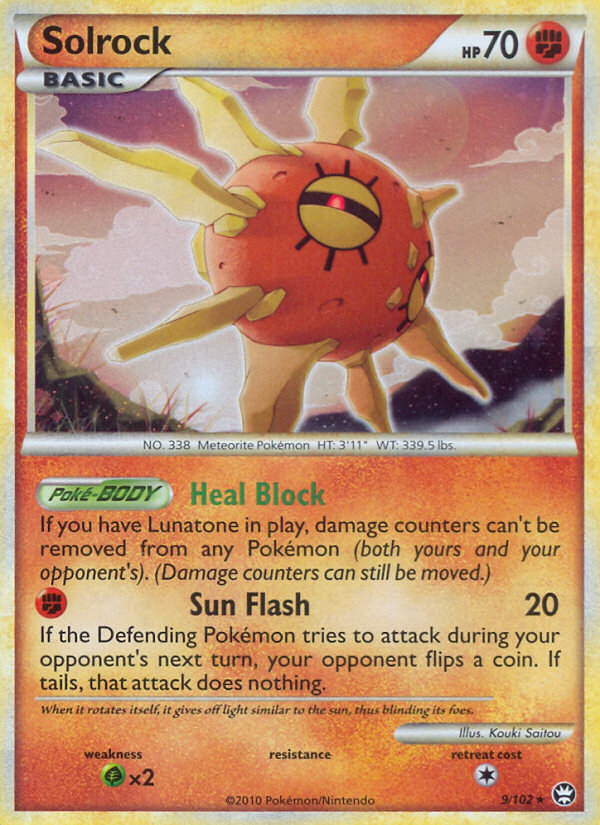 Solrock
HP 70
BASIC
NO. 338 Meteorite Pokémon HT: 3'11" WT: 339.5 lbs.
Poké-BODY Heal Block
If you have Lunatone in play, damage counters can't be
removed from any Pokémon (both yours and your
opponent's). (Damage counters can still be moved.)
Sun Flash 20
If the Defending Pokémon tries to attack during your
opponent's next turn, your opponent flips a coin. If
tails, that attack does nothing.
When it rotates itself, it gives off light similar to the sun, thus blinding its foes.
Illus. Kouki Saitou
weakness resistance retreat cost
×2
©2010 Pokémon/Nintendo 9/102 ★